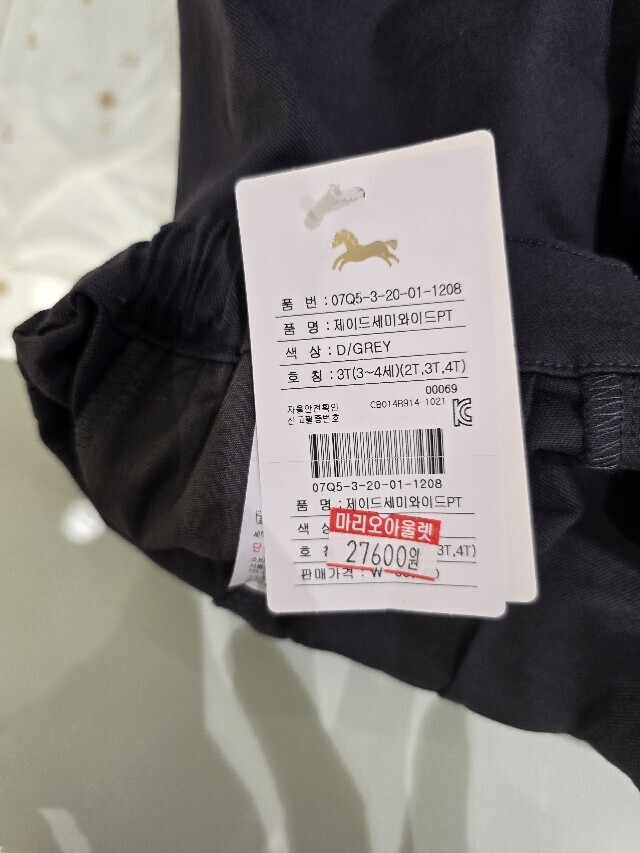 품 번 : 07Q5-3-20-01-1208
품 명 : 제이드세미와이드PT
색 상 : D/GREY
호 칭 : 3T(3~4세)(2T,3T,4T)
00069
자율안전확인
신고필증번호
CB014R914-1021
07Q5-3-20-01-1208
품 명 : 제이드세미와이드PT
색 상
마리오아울렛
27600원
호 3T,4T)
판매가격 : ₩